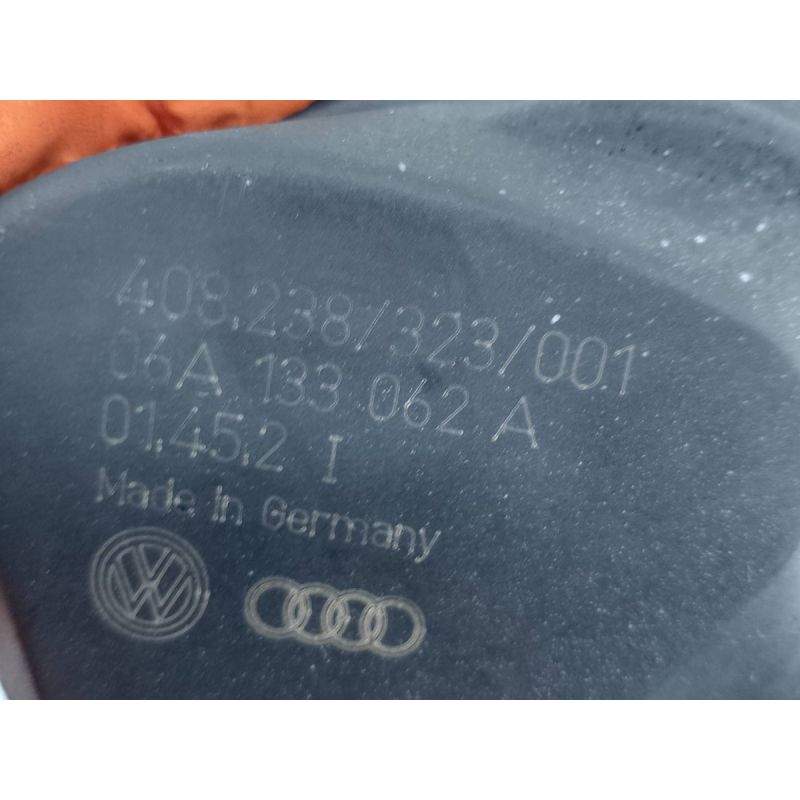 408.238/323/001
06A 133 062 A
01.45.2 I
Made in Germany